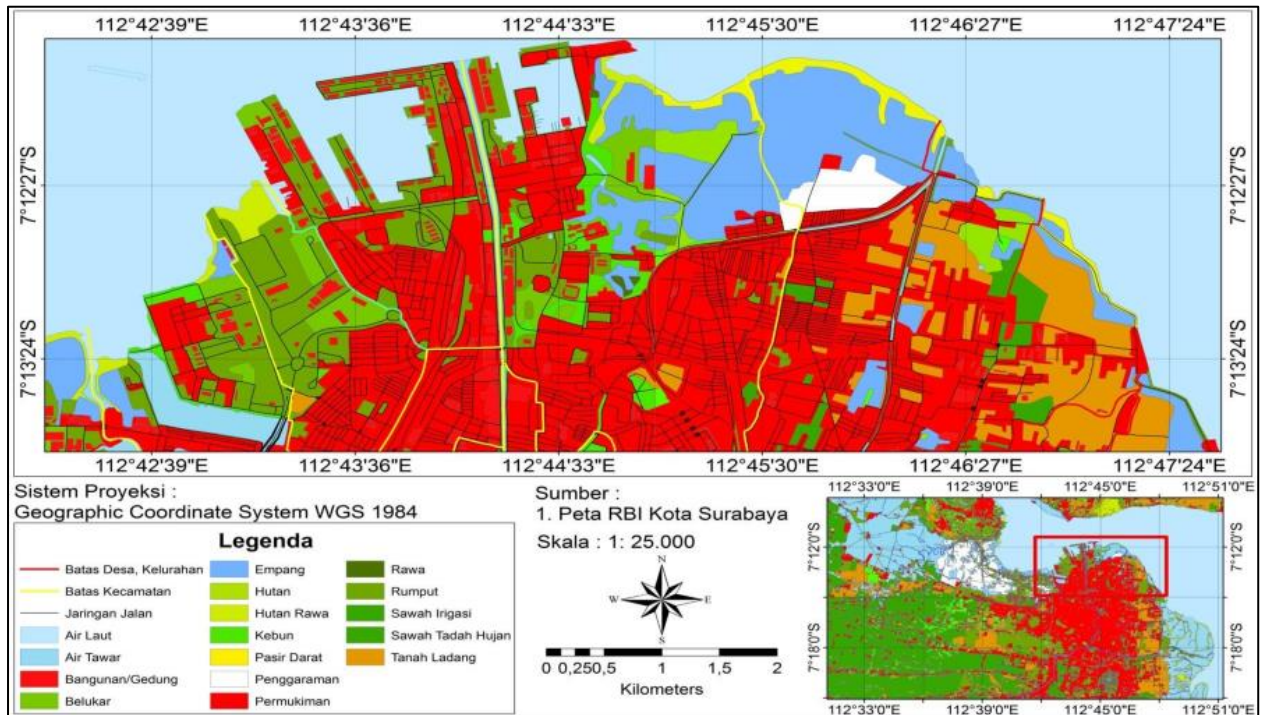 112°42'39"E 112°43'36"E 112°44'33"E 112°45'30"E 112°46'27"E 112°47'24"E
7°12'27"S 7°12'27"S
7°13'24"S 7°13'24"S
112°42'39"E 112°43'36"E 112°44'33"E 112°45'30"E 112°46'27"E 112°47'24"E
Sistem Proyeksi :
Geographic Coordinate System WGS 1984
Legenda
Batas Desa, Kelurahan
Batas Kecamatan
Jaringan Jalan
Air Laut
Air Tawar
Bangunan/Gedung
Belukar
Empang
Hutan
Hutan Rawa
Kebun
Pasir Darat
Penggaraman
Permukiman
Rawa
Rumput
Sawah Irigasi
Sawah Tadah Hujan
Tanah Ladang
Sumber :
1. Peta RBI Kota Surabaya
Skala : 1: 25.000
N
W E
S
0 0,250,5 1 1,5 2
Kilometers
112°33'0"E 112°39'0"E 112°45'0"E 112°51'0"E
7°12'0"S 7°12'0"S
7°18'0"S 7°18'0"S
112°33'0"E 112°39'0"E 112°45'0"E 112°51'0"E